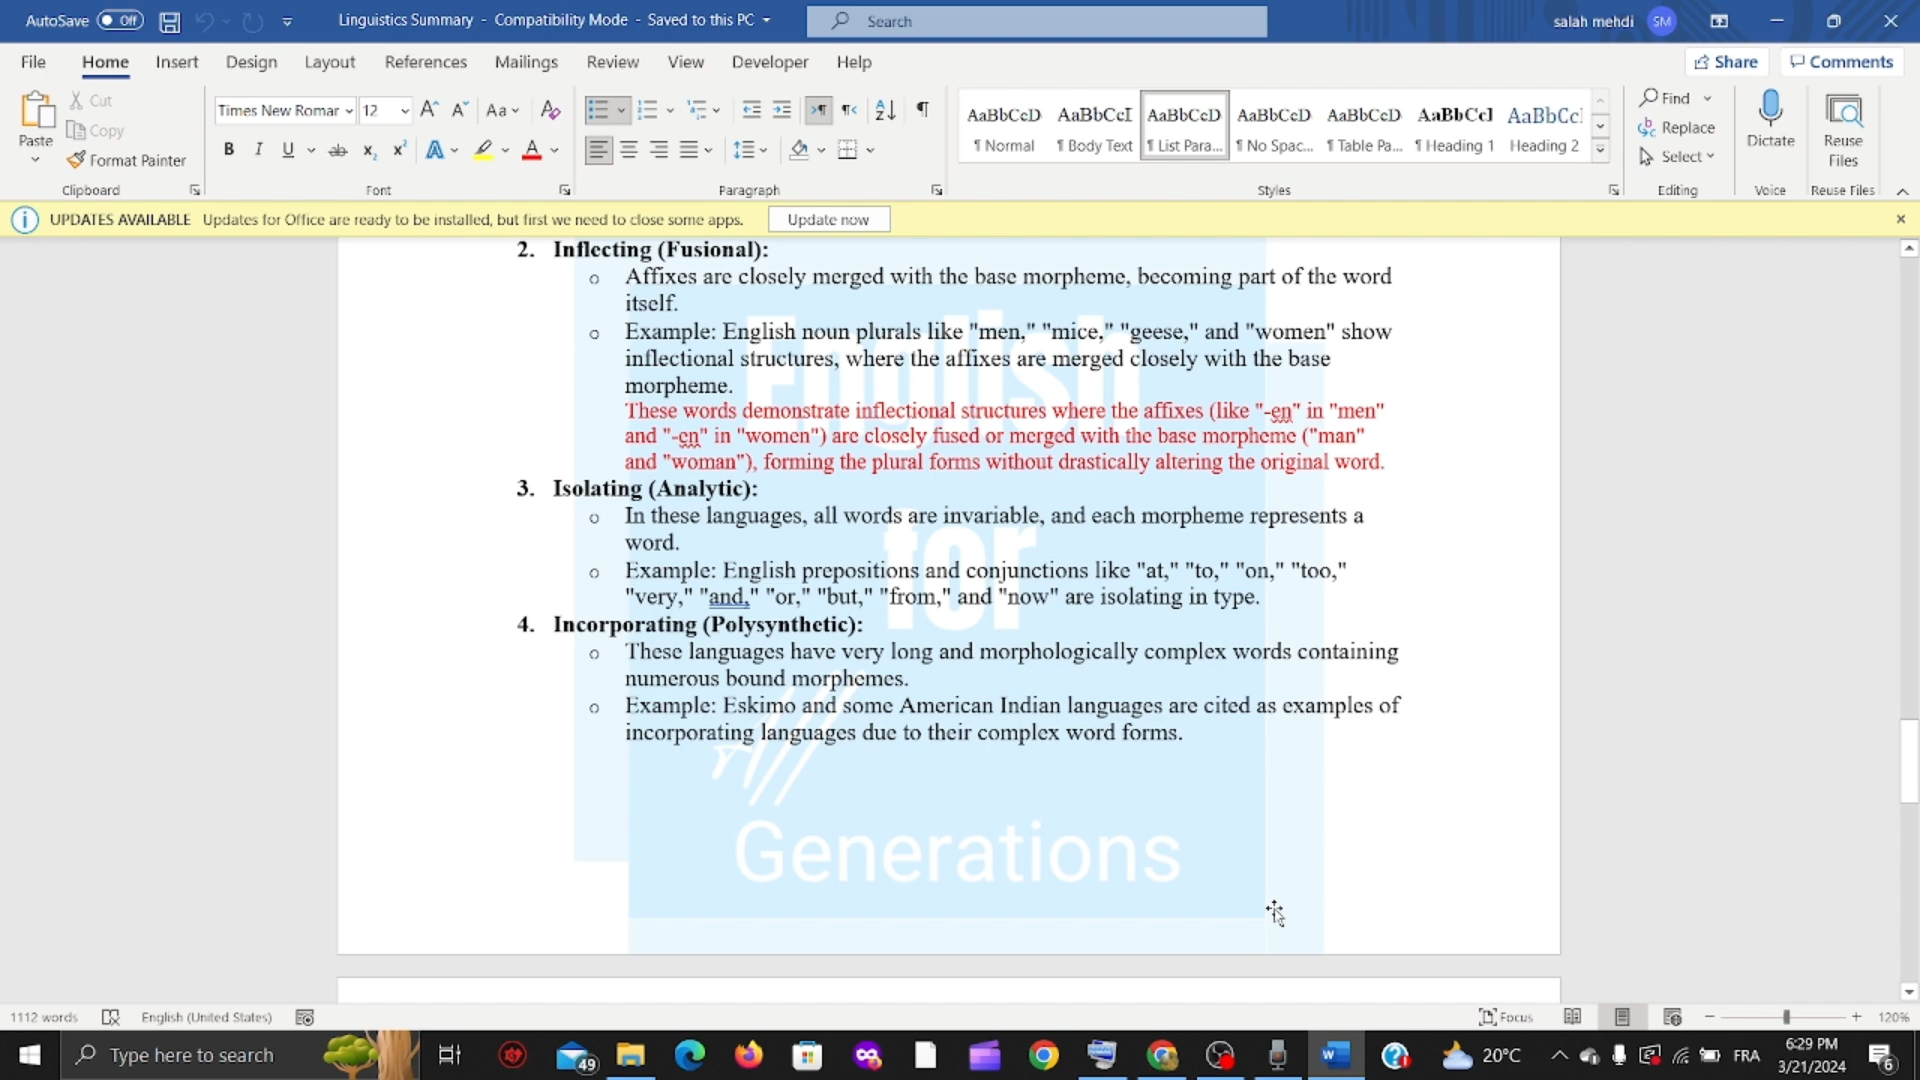 AutoSave Off Linguistics Summary - Compatibility Mode - Saved to this PC Search salah mehdi SM
File Home Insert Design Layout References Mailings Review View Developer Help Share Comments
Paste Cut Copy Format Painter Clipboard
Times New Romar 12 Aa
B I U ab x₂ x² A A
Font
Paragraph
AaBbCcD AaBbCcI AaBbCcD AaBbCcD AaBbCcD AaBbCcI AaBbCcI
¶ Normal ¶ Body Text ¶ List Para... ¶ No Spac... ¶ Table Pa... ¶ Heading 1 Heading 2
Styles
Find
Replace
Select
Editing
Dictate
Voice
Reuse Files
Reuse Files
UPDATES AVAILABLE Updates for Office are ready to be installed, but first we need to close some apps. Update now
2. Inflecting (Fusional):
o Affixes are closely merged with the base morpheme, becoming part of the word
itself.
o Example: English noun plurals like "men," "mice," "geese," and "women" show
inflectional structures, where the affixes are merged closely with the base
morpheme.
These words demonstrate inflectional structures where the affixes (like "-en" in "men"
and "-en" in "women") are closely fused or merged with the base morpheme ("man"
and "woman"), forming the plural forms without drastically altering the original word.
3. Isolating (Analytic):
o In these languages, all words are invariable, and each morpheme represents a
word.
o Example: English prepositions and conjunctions like "at," "to," "on," "too,"
"very," "and," "or," "but," "from," and "now" are isolating in type.
4. Incorporating (Polysynthetic):
o These languages have very long and morphologically complex words containing
numerous bound morphemes.
o Example: Eskimo and some American Indian languages are cited as examples of
incorporating languages due to their complex word forms.
English
for
All
Generations
1112 words English (United States) Focus 120%
Type here to search 49 20°C FRA 6:29 PM
3/21/2024 6